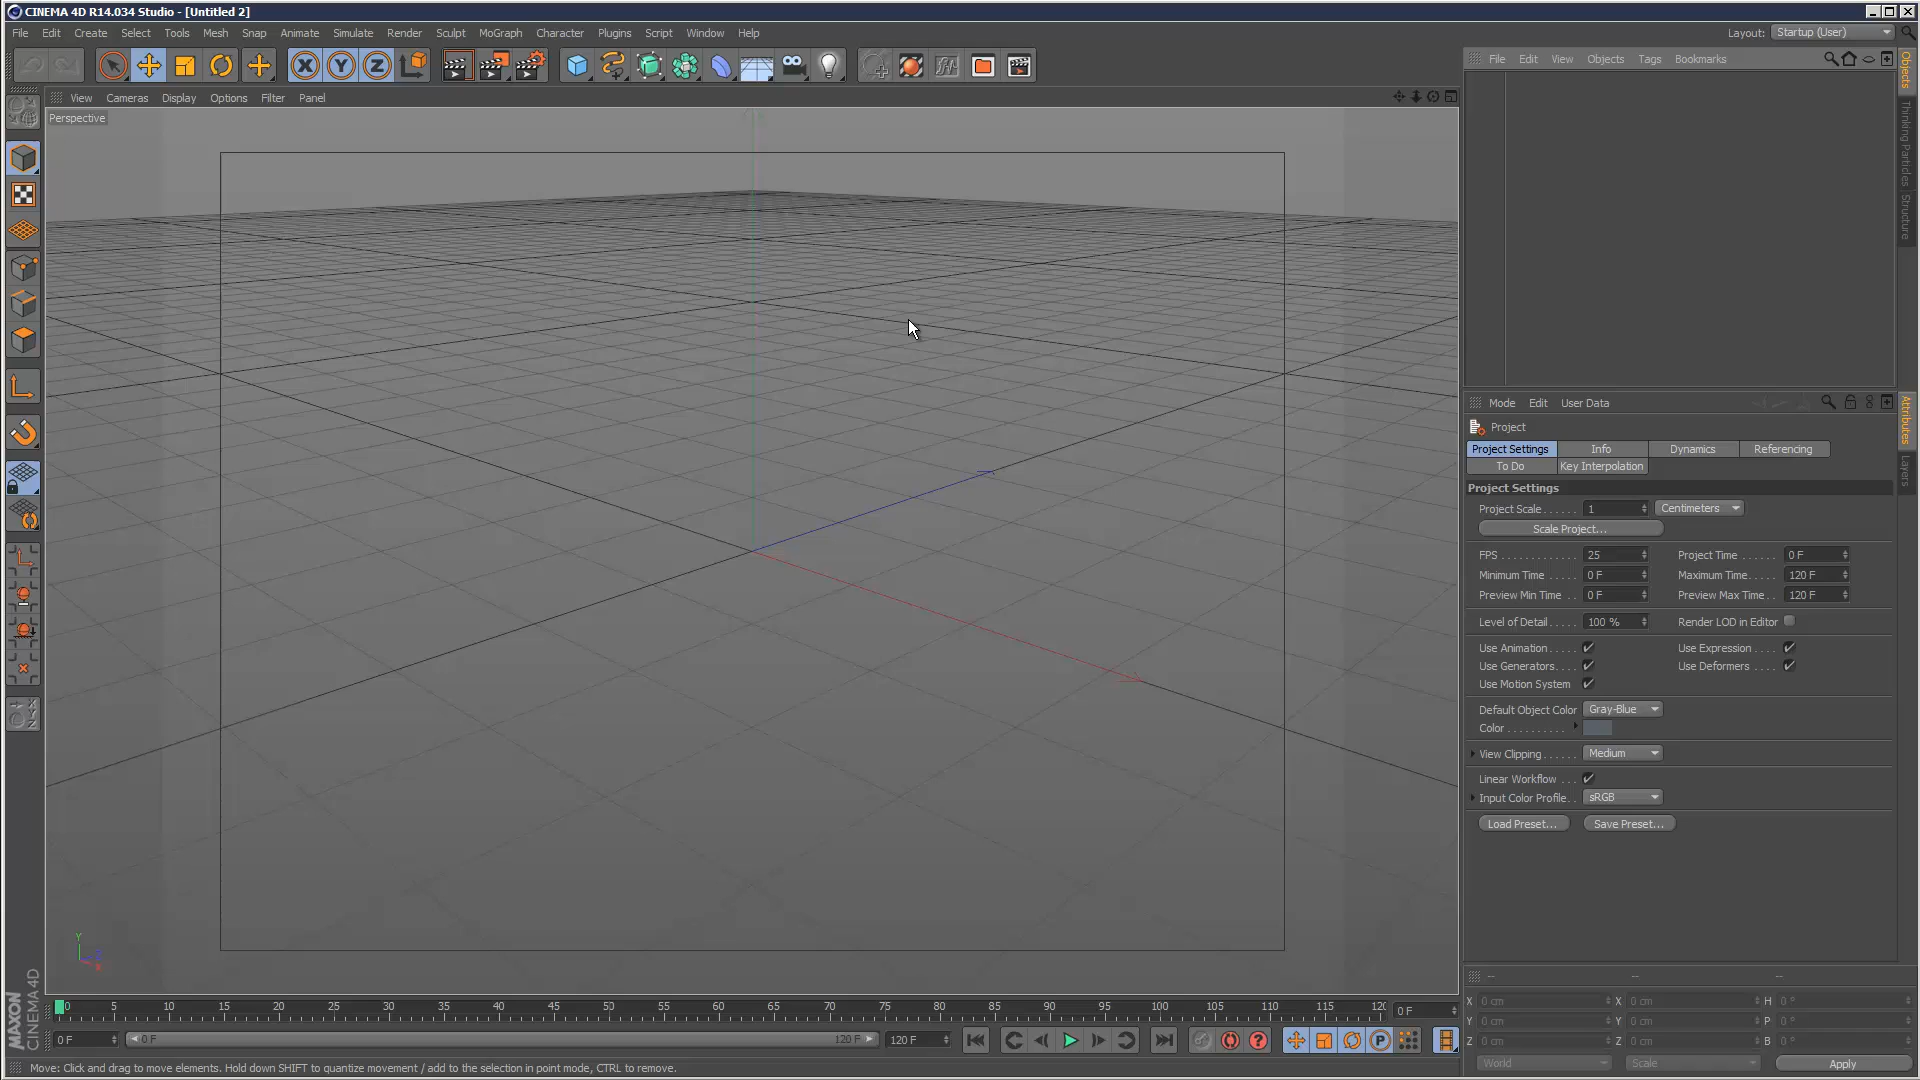 CINEMA 4D R14.034 Studio - [Untitled 2]
File Edit Create Select Tools Mesh Snap Animate Simulate Render Sculpt MoGraph Character Plugins Script Window Help
Layout: Startup (User)
File Edit View Objects Tags Bookmarks
View Cameras Display Options Filter Panel
Perspective
Objects
Thinking Particles
Structure
Mode Edit User Data
Attributes
Layers
Project
Project Settings Info Dynamics Referencing
To Do Key Interpolation
Project Settings
Project Scale . . . . . . 1 Centimeters
Scale Project...
FPS . . . . . . . . . . . . 25 Project Time . . . . . . 0 F
Minimum Time . . . . . 0 F Maximum Time. . . . . 120 F
Preview Min Time . . 0 F Preview Max Time . . 120 F
Level of Detail . . . . . 100 % Render LOD in Editor
Use Animation . . . . Use Expression . . . .
Use Generators. . . . Use Deformers . . . .
Use Motion System
Default Object Color Gray-Blue
Color . . . . . . . . . .
View Clipping . . . . . . Medium
Linear Workflow . . .
Input Color Profile. . sRGB
Load Preset... Save Preset...
X Y Z
Y
MAXON
CINEMA 4D
0 5 10 15 20 25 30 35 40 45 50 55 60 65 70 75 80 85 90 95 100 105 110 115 120
0 F
0 F 0 F 120 F 120 F
P
-- -- --
X 0 cm X 0 cm H 0 °
Y 0 cm Y 0 cm P 0 °
Z 0 cm Z 0 cm B 0 °
World Scale Apply
Move: Click and drag to move elements. Hold down SHIFT to quantize movement / add to the selection in point mode, CTRL to remove.